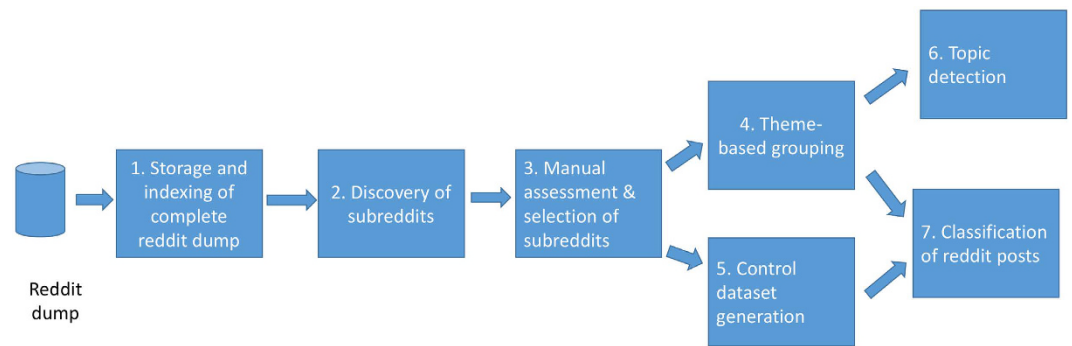 Reddit
dump
1. Storage and
indexing of
complete
reddit dump
2. Discovery of
subreddits
3. Manual
assessment &
selection of
subreddits
4. Theme-
based grouping
5. Control
dataset
generation
6. Topic
detection
7. Classification
of reddit posts